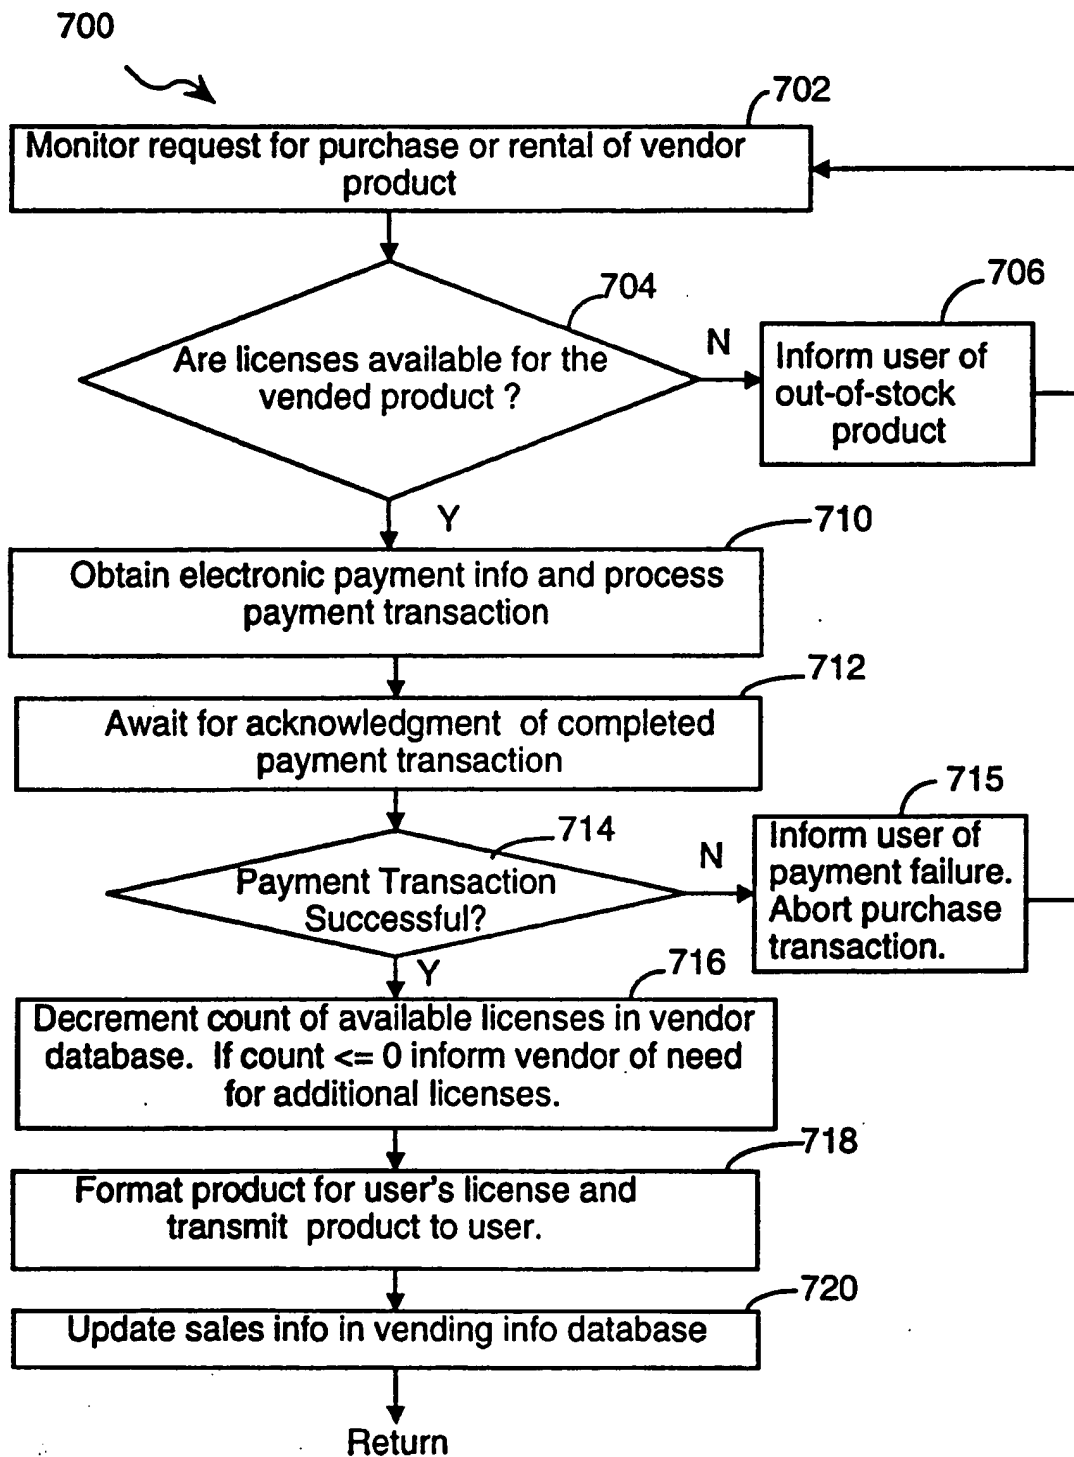 700
702
Monitor request for purchase or rental of vendor
product
704
Are licenses available for the
vended product ?
N
706
Inform user of
out-of-stock
product
Y
710
Obtain electronic payment info and process
payment transaction
712
Await for acknowledgment of completed
payment transaction
714
Payment Transaction
Successful?
N
715
Inform user of
payment failure.
Abort purchase
transaction.
Y
716
Decrement count of available licenses in vendor
database. If count <= 0 inform vendor of need
for additional licenses.
718
Format product for user's license and
transmit product to user.
720
Update sales info in vending info database
Return